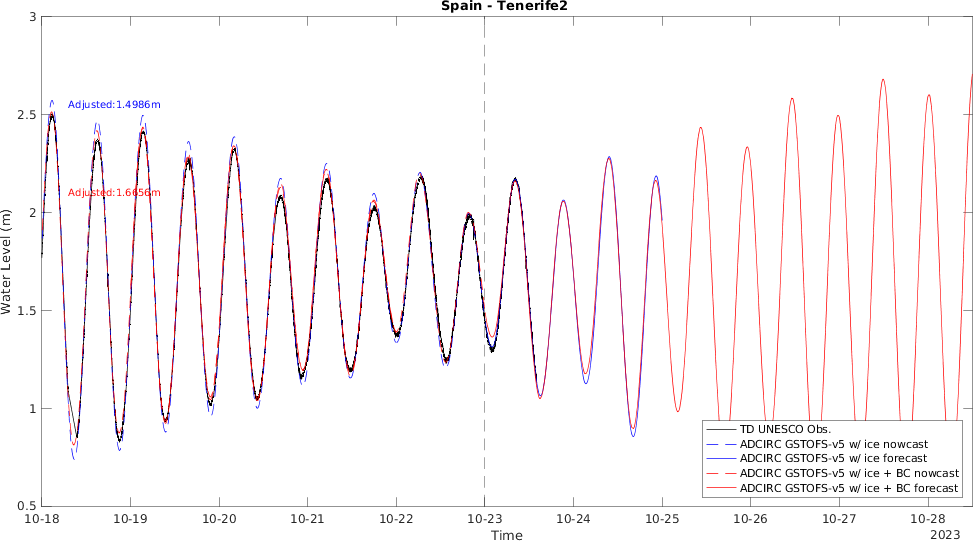 Spain - Tenerife2
3
2.5
2
1.5
1
0.5
Water Level (m)
Adjusted:1.4986m
Adjusted:1.6656m
TD UNESCO Obs.
ADCIRC GSTOFS-v5 w/ ice nowcast
ADCIRC GSTOFS-v5 w/ ice forecast
ADCIRC GSTOFS-v5 w/ ice + BC nowcast
ADCIRC GSTOFS-v5 w/ ice + BC forecast
10-18 10-19 10-20 10-21 10-22 10-23 10-24 10-25 10-26 10-27 10-28
Time
2023